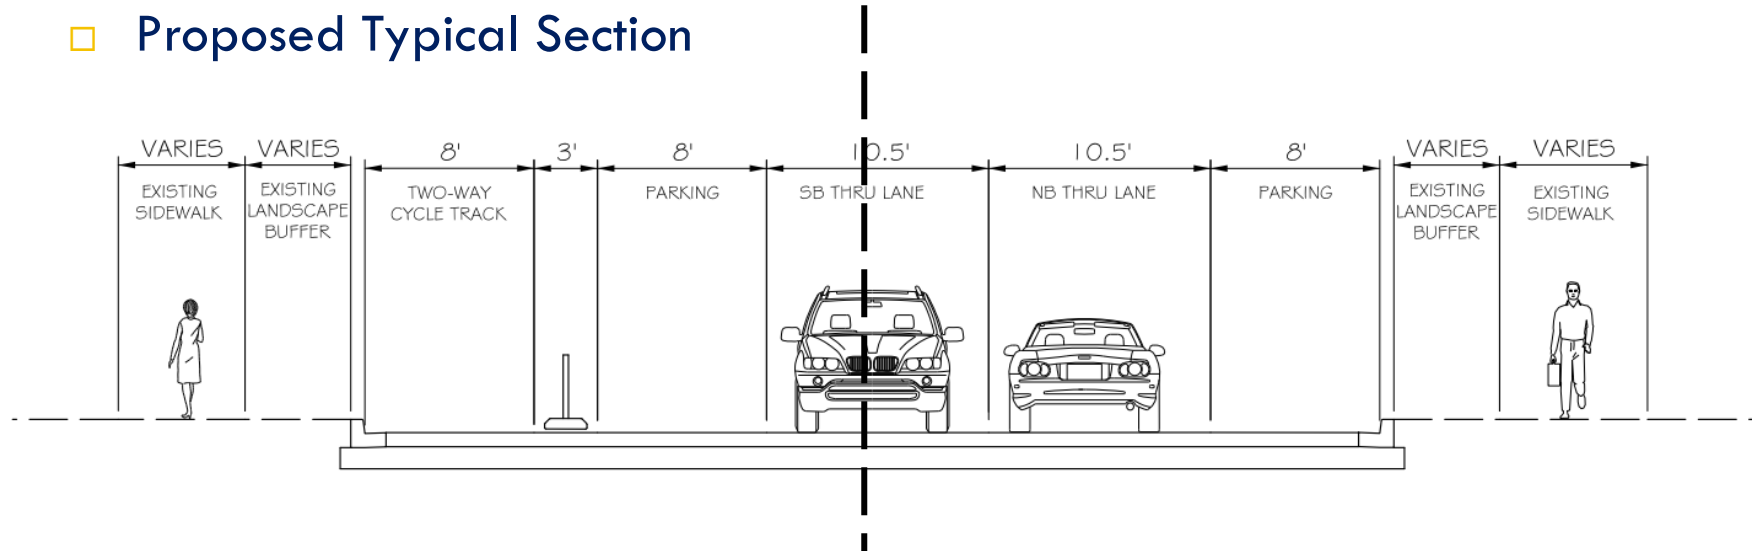 Proposed Typical Section
VARIES VARIES 8' 3' 8' 10.5' 10.5' 8' VARIES VARIES
EXISTING SIDEWALK
EXISTING LANDSCAPE BUFFER
TWO-WAY CYCLE TRACK
PARKING
SB THRU LANE
NB THRU LANE
PARKING
EXISTING LANDSCAPE BUFFER
EXISTING SIDEWALK